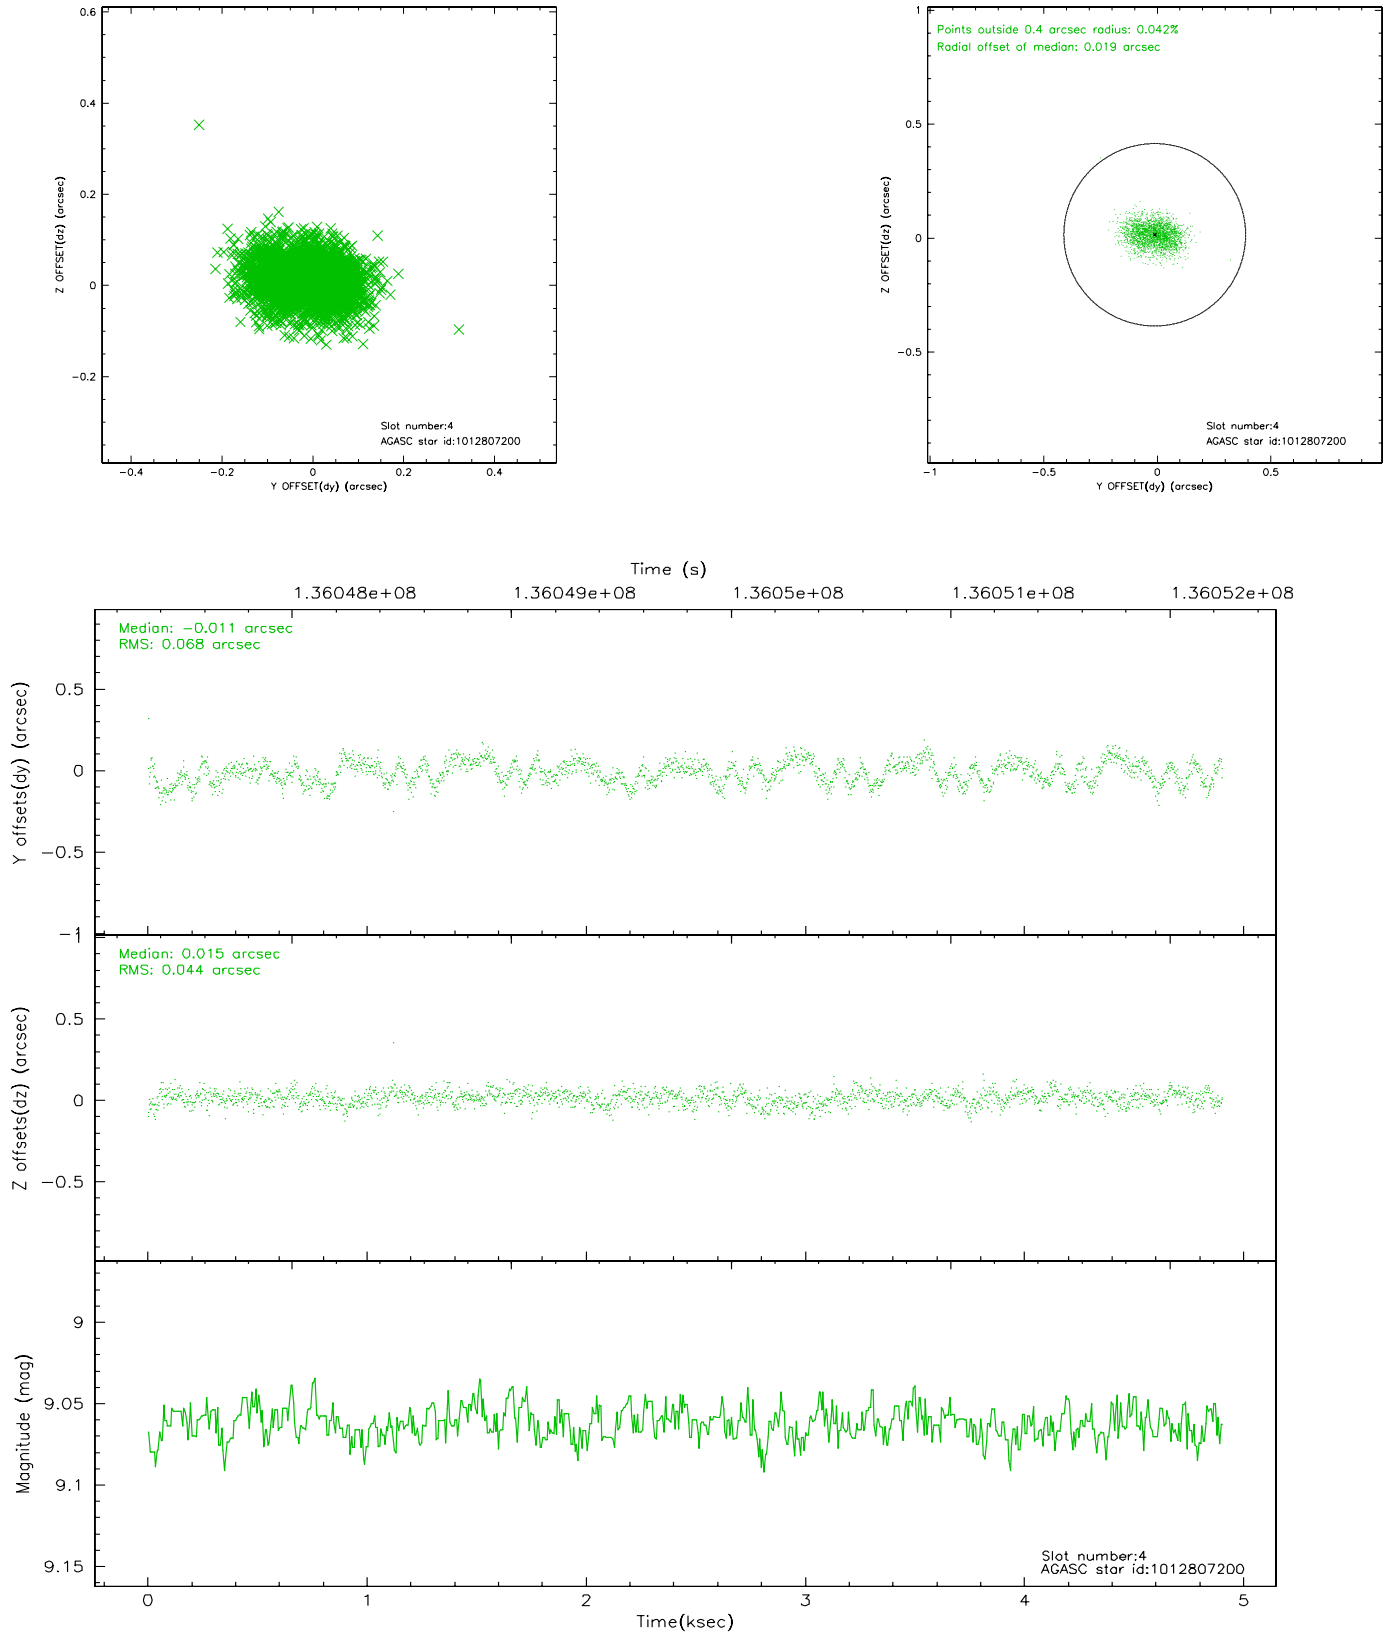 0.6
0.4
0.2
0
−0.2
−0.4
−0.2
0
0.2
0.4
Z OFFSET(dz) (arcsec)
Y OFFSET(dy) (arcsec)
Slot number:4
AGASC star id:1012807200
Points outside 0.4 arcsec radius: 0.042%
Radial offset of median: 0.019 arcsec
1
0.5
0
−0.5
−1
−0.5
0
0.5
Z OFFSET(dz) (arcsec)
Y OFFSET(dy) (arcsec)
Slot number:4
AGASC star id:1012807200
Time (s)
1.36048e+08
1.36049e+08
1.3605e+08
1.36051e+08
1.36052e+08
Median: −0.011 arcsec
RMS: 0.068 arcsec
0.5
0
−0.5
−1
Y offsets(dy) (arcsec)
Median: 0.015 arcsec
RMS: 0.044 arcsec
1
0.5
0
−0.5
Z offsets(dz) (arcsec)
9
9.05
9.1
9.15
Magnitude (mag)
Slot number:4
AGASC star id:1012807200
0
1
2
3
4
5
Time(ksec)